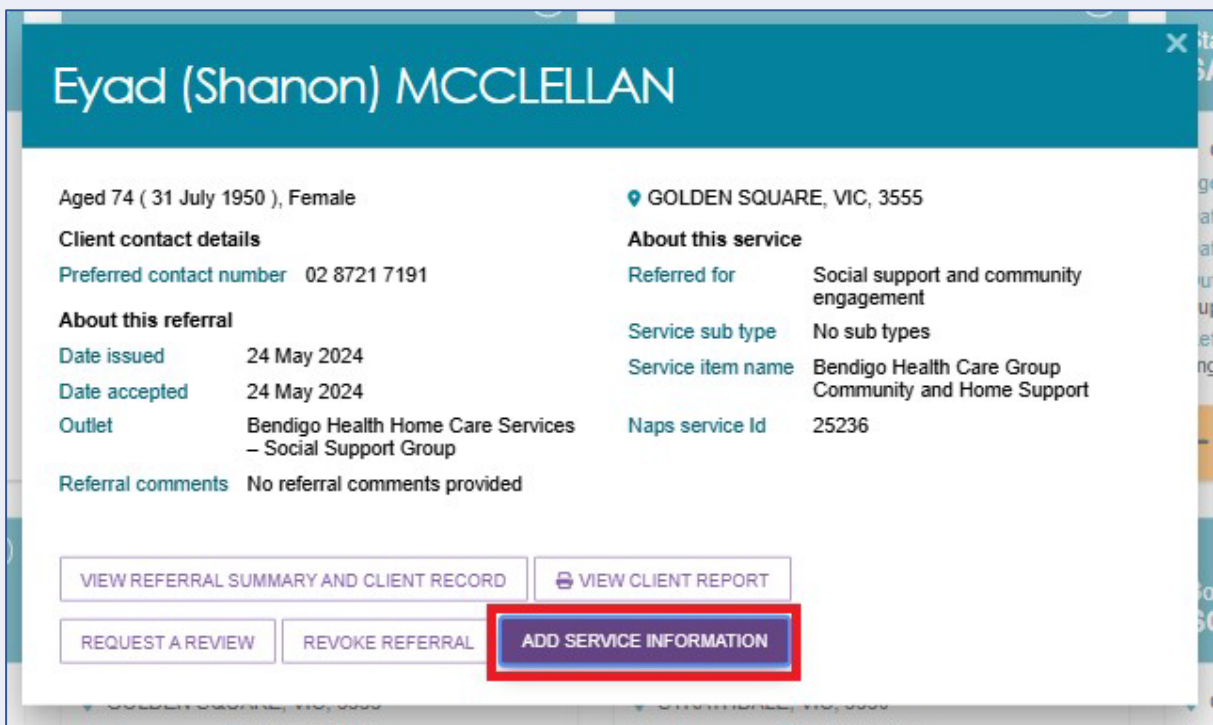 Eyad (Shanon) MCCLELLAN
Aged 74 ( 31 July 1950 ), Female
Client contact details
Preferred contact number 02 8721 7191
About this referral
Date issued 24 May 2024
Date accepted 24 May 2024
Outlet Bendigo Health Home Care Services
– Social Support Group
Referral comments No referral comments provided
GOLDEN SQUARE, VIC, 3555
About this service
Referred for Social support and community
engagement
Service sub type No sub types
Service item name Bendigo Health Care Group
Community and Home Support
Naps service Id 25236
VIEW REFERRAL SUMMARY AND CLIENT RECORD
VIEW CLIENT REPORT
REQUEST A REVIEW
REVOKE REFERRAL
ADD SERVICE INFORMATION